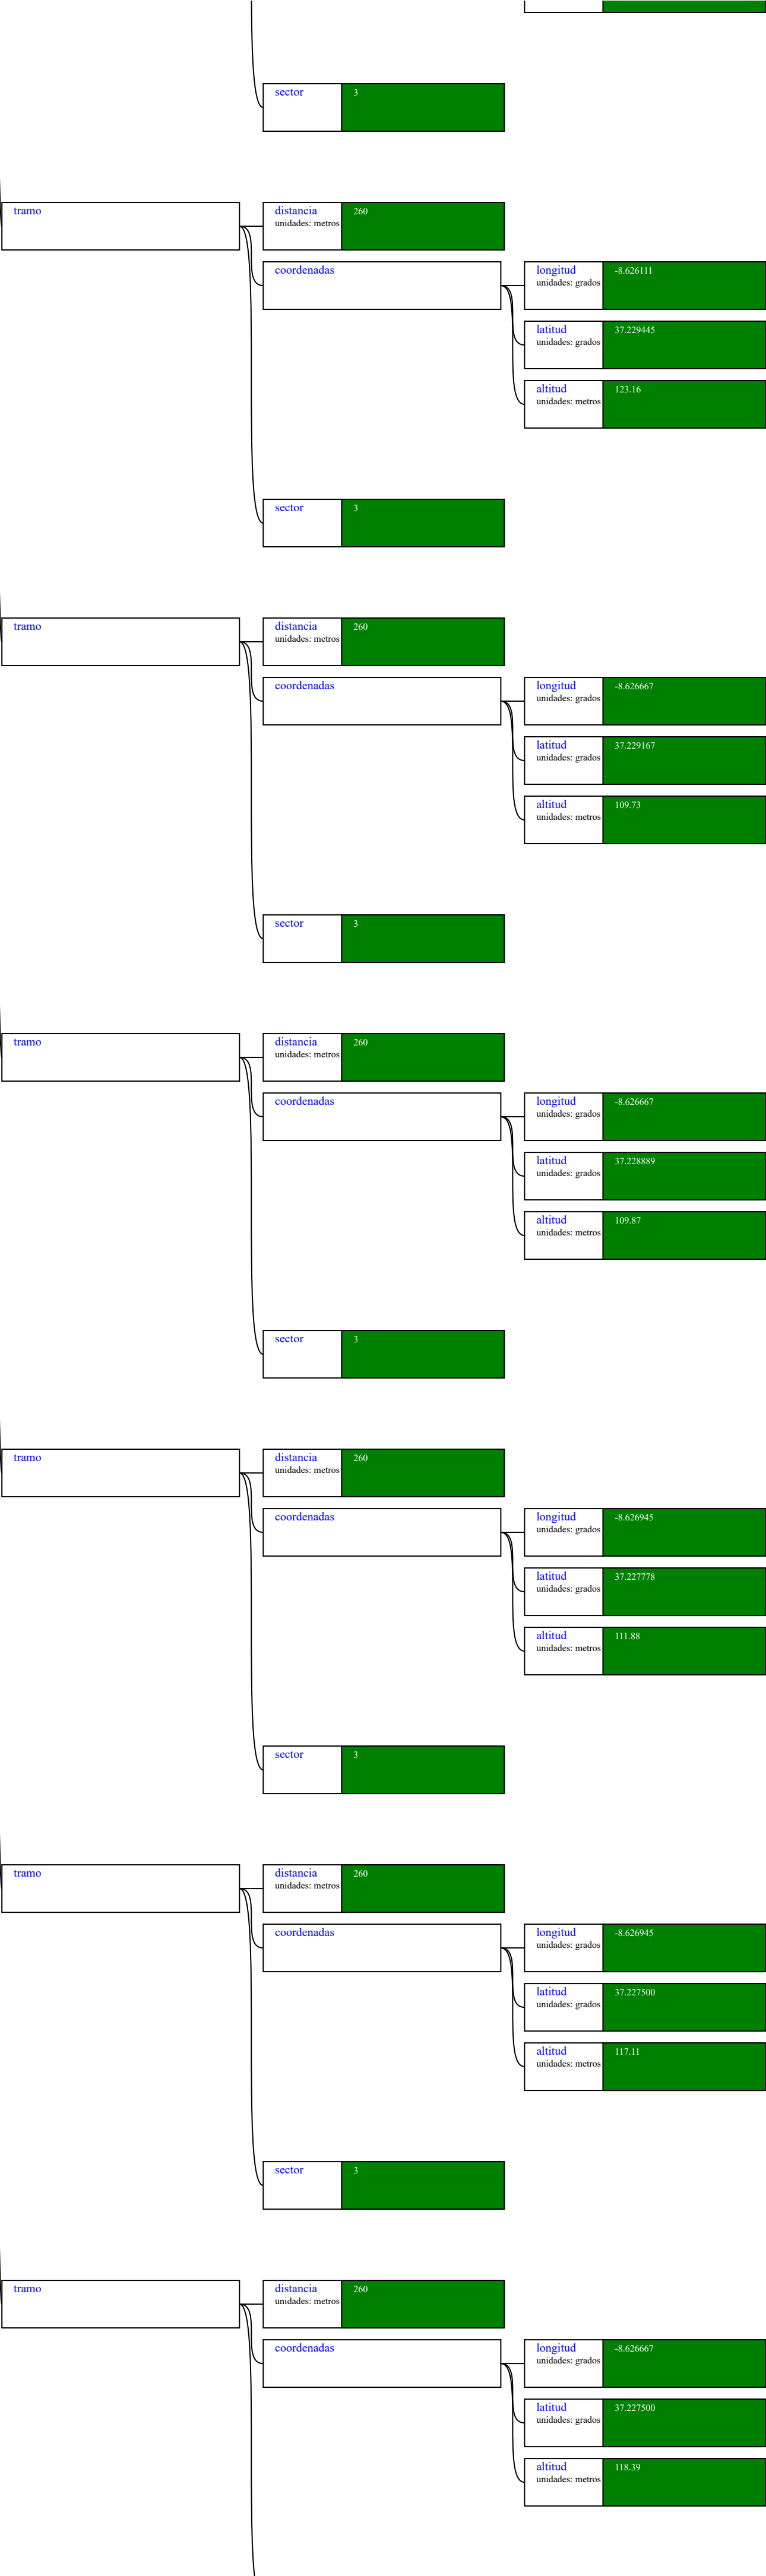 sector
3
tramo
distancia
unidades: metros
260
coordenadas
longitud
unidades: grados
-8.626111
latitud
unidades: grados
37.229445
altitud
unidades: metros
123.16
sector
3
tramo
distancia
unidades: metros
260
coordenadas
longitud
unidades: grados
-8.626667
latitud
unidades: grados
37.229167
altitud
unidades: metros
109.73
sector
3
tramo
distancia
unidades: metros
260
coordenadas
longitud
unidades: grados
-8.626667
latitud
unidades: grados
37.228889
altitud
unidades: metros
109.87
sector
3
tramo
distancia
unidades: metros
260
coordenadas
longitud
unidades: grados
-8.626945
latitud
unidades: grados
37.227778
altitud
unidades: metros
111.88
sector
3
tramo
distancia
unidades: metros
260
coordenadas
longitud
unidades: grados
-8.626945
latitud
unidades: grados
37.227500
altitud
unidades: metros
117.11
sector
3
tramo
distancia
unidades: metros
260
coordenadas
longitud
unidades: grados
-8.626667
latitud
unidades: grados
37.227500
altitud
unidades: metros
118.39